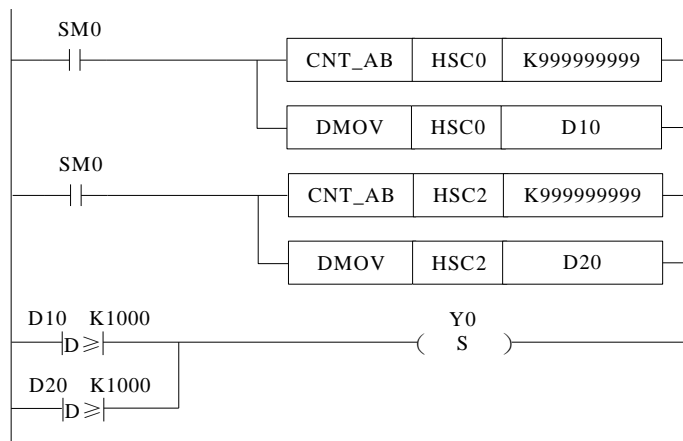 SM0
CNT_AB HSC0 K999999999
DMOV HSC0 D10
SM0
CNT_AB HSC2 K999999999
DMOV HSC2 D20
D10 K1000 Y0
D≥ S
D20 K1000
D≥